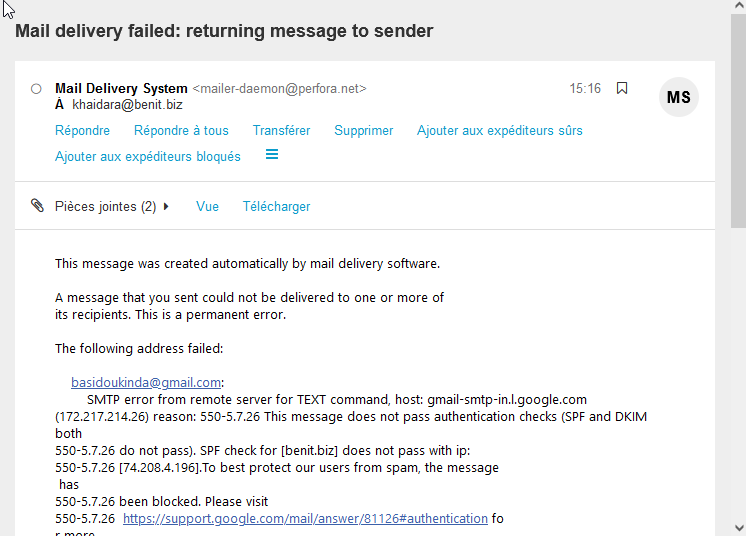 Mail delivery failed: returning message to sender
Mail Delivery System <mailer-daemon@perfora.net>
15:16
MS
À khaidara@benit.biz
Répondre Répondre à tous Transférer Supprimer Ajouter aux expéditeurs sûrs
Ajouter aux expéditeurs bloqués
Pièces jointes (2) Vue Télécharger
This message was created automatically by mail delivery software.
A message that you sent could not be delivered to one or more of
its recipients. This is a permanent error.
The following address failed:
basidoukinda@gmail.com:
SMTP error from remote server for TEXT command, host: gmail-smtp-in.l.google.com
(172.217.214.26) reason: 550-5.7.26 This message does not pass authentication checks (SPF and DKIM
both
550-5.7.26 do not pass). SPF check for [benit.biz] does not pass with ip:
550-5.7.26 [74.208.4.196].To best protect our users from spam, the message
has
550-5.7.26 been blocked. Please visit
550-5.7.26 https://support.google.com/mail/answer/81126#authentication fo
r more